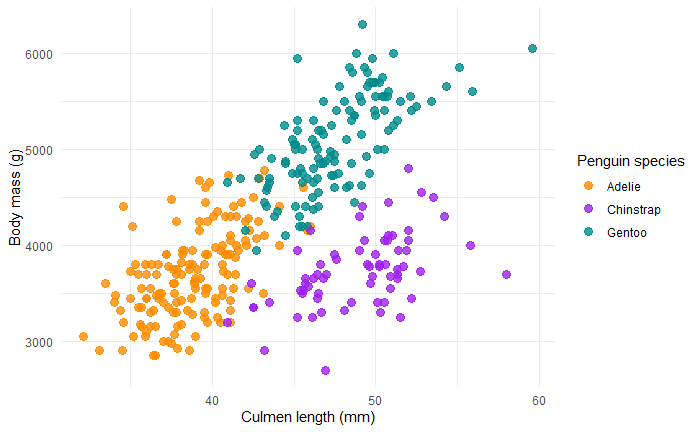 6000
5000
4000
3000
Body mass (g)
40
50
60
Culmen length (mm)
Penguin species
Adelie
Chinstrap
Gentoo